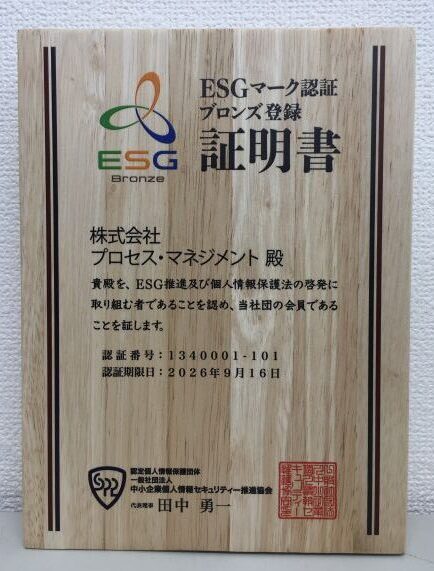 ESGマーク認証
ブロンズ登録
証明書
ESG
Bronze
株式会社
プロセス・マネジメント 殿
貴殿を、ESG推進及び個人情報保護法の啓発に
取り組む者であることを認め、当社団の会員である
ことを証します。
認証番号：1340001-101
認証期限日：2026年9月16日
認定個人情報保護団体
一般社団法人
中小企業個人情報セキュリティー推進協会
代表理事 田中 勇一